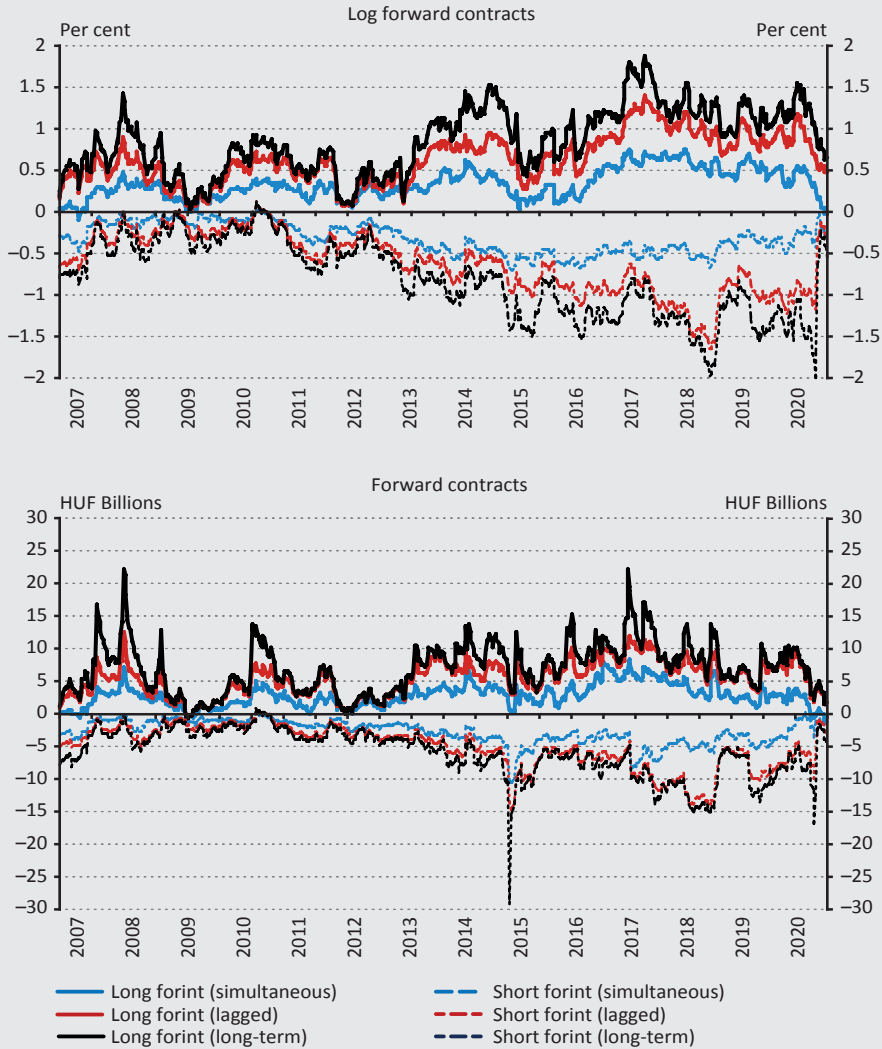 Log forward contracts
Per cent Per cent
2 2
1.5 1.5
1 1
0.5 0.5
0 0
−0.5 −0.5
−1 −1
−1.5 −1.5
−2 −2
2007 2008 2009 2010 2011 2012 2013 2014 2015 2016 2017 2018 2019 2020
Forward contracts
HUF Billions HUF Billions
30 30
25 25
20 20
15 15
10 10
5 5
0 0
−5 −5
−10 −10
−15 −15
−20 −20
−25 −25
−30 −30
2007 2008 2009 2010 2011 2012 2013 2014 2015 2016 2017 2018 2019 2020
Long forint (simultaneous) Short forint (simultaneous)
Long forint (lagged) Short forint (lagged)
Long forint (long-term) Short forint (long-term)